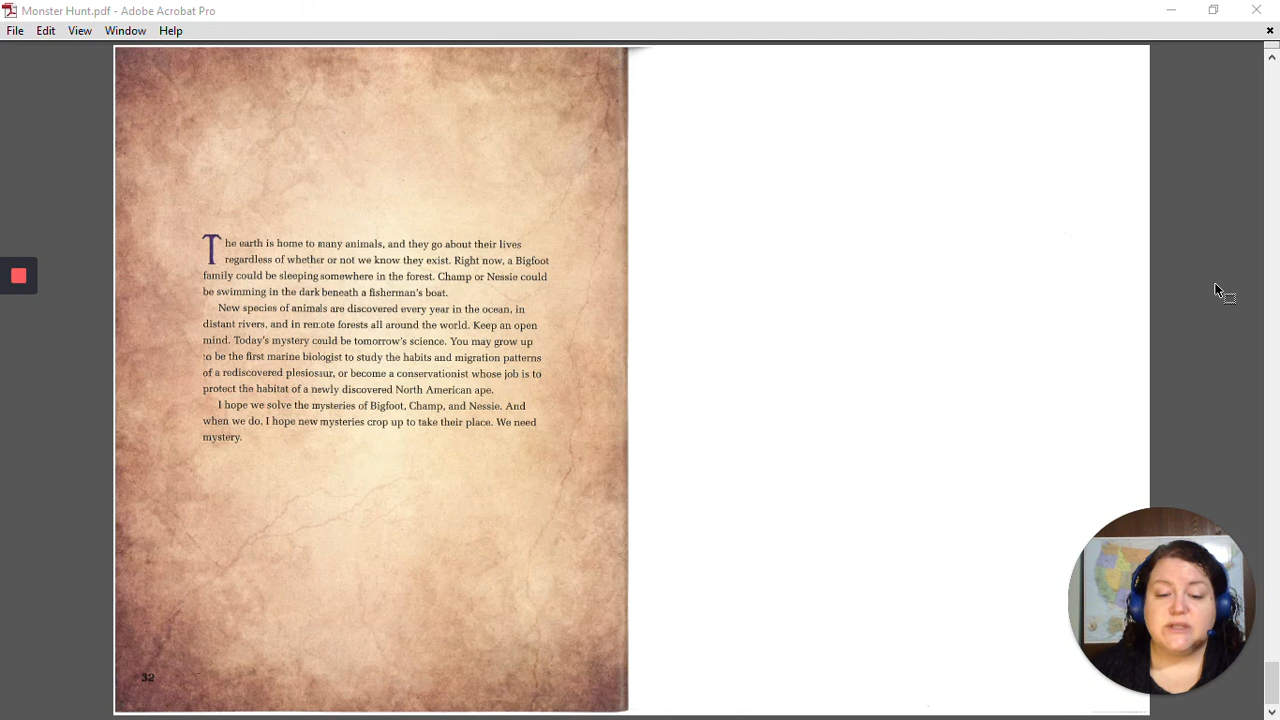 Monster Hunt.pdf - Adobe Acrobat Pro
File Edit View Window Help
The earth is home to many animals, and they go about their lives
regardless of whether or not we know they exist. Right now, a Bigfoot
family could be sleeping somewhere in the forest. Champ or Nessie could
be swimming in the dark beneath a fisherman's boat.
New species of animals are discovered every year in the ocean, in
distant rivers, and in remote forests all around the world. Keep an open
mind. Today's mystery could be tomorrow's science. You may grow up
to be the first marine biologist to study the habits and migration patterns
of a rediscovered plesiosaur, or become a conservationist whose job is to
protect the habitat of a newly discovered North American ape.
I hope we solve the mysteries of Bigfoot, Champ, and Nessie. And
when we do, I hope new mysteries crop up to take their place. We need
mystery.
32